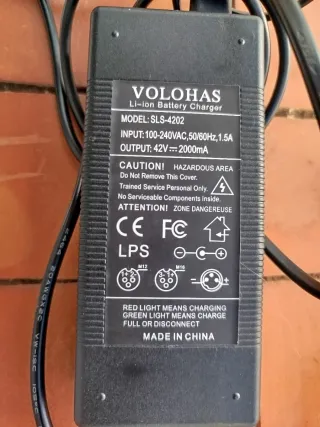 VOLOHAS
Li-ion Battery Charger
MODEL: SLS-4202
INPUT:100-240VAC,50/60Hz,1.5A
OUTPUT: 42V⎓ 2000mA
CAUTION! HAZARDOUS AREA
Do Not Remove This Cover.
Trained Service Personal Only.
No Serviceable Components Inside.
ATTENTION! ZONE DANGEREUSE
CE FC
LPS
RED LIGHT MEANS CHARGING
GREEN LIGHT MEANS CHARGE
FULL OR DISCONNECT
MADE IN CHINA